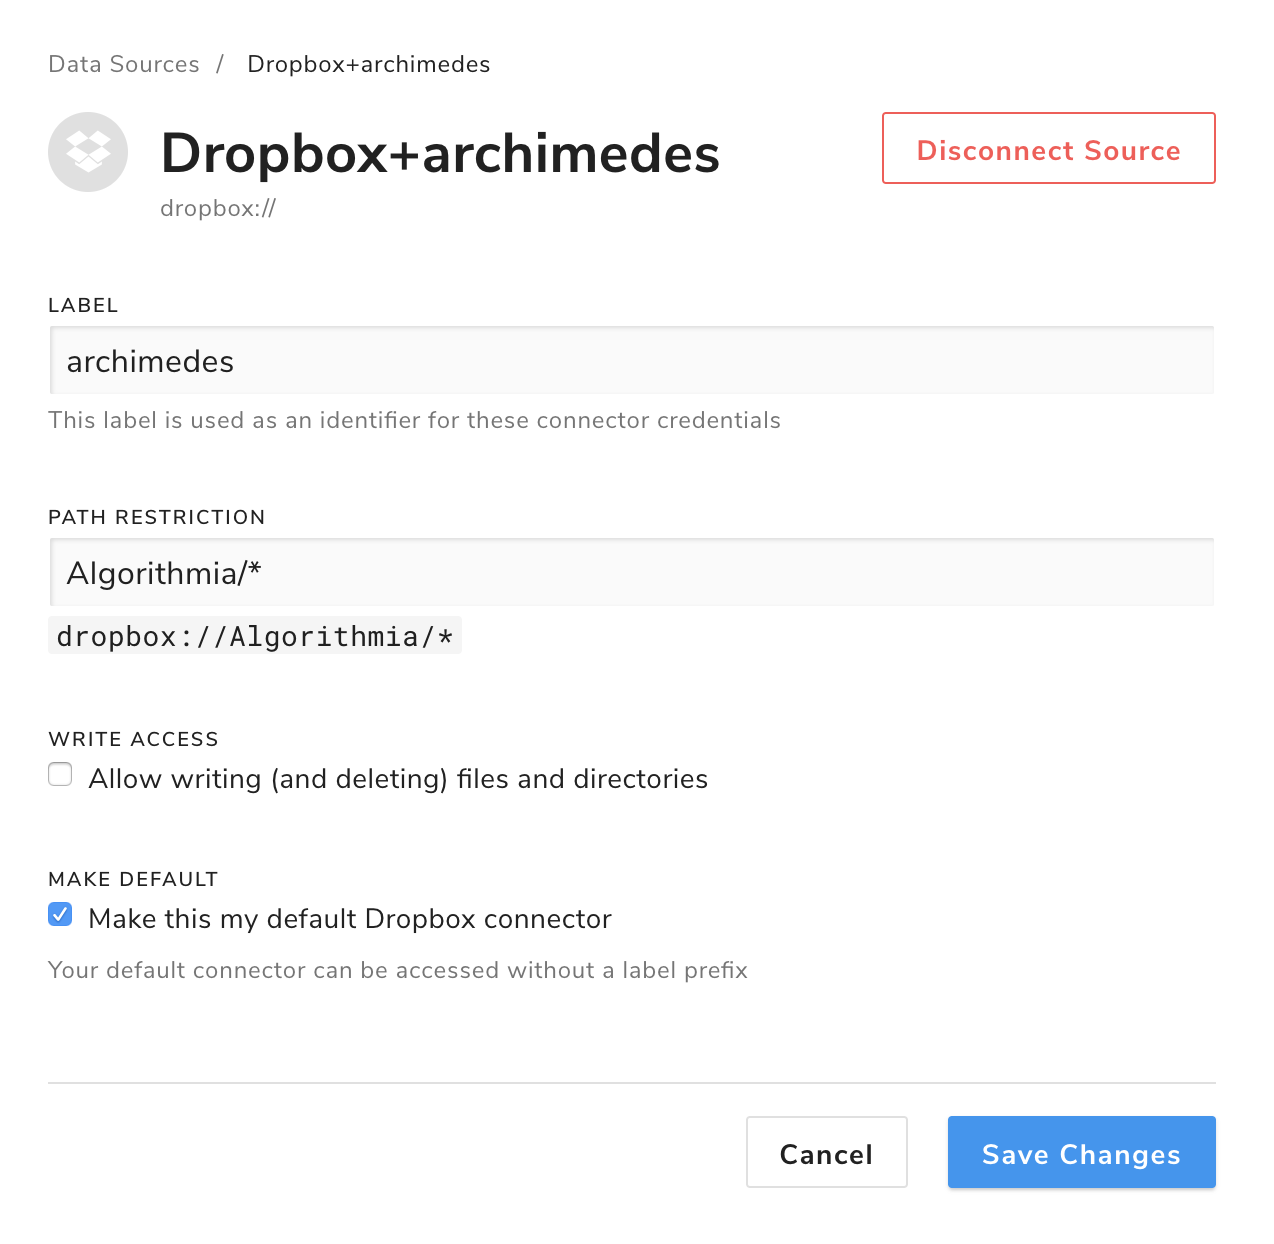 Data Sources / Dropbox+archimedes
Dropbox+archimedes
Disconnect Source
dropbox://
LABEL
archimedes
This label is used as an identifier for these connector credentials
PATH RESTRICTION
Algorithmia/*
dropbox://Algorithmia/*
WRITE ACCESS
Allow writing (and deleting) files and directories
MAKE DEFAULT
Make this my default Dropbox connector
Your default connector can be accessed without a label prefix
Cancel
Save Changes